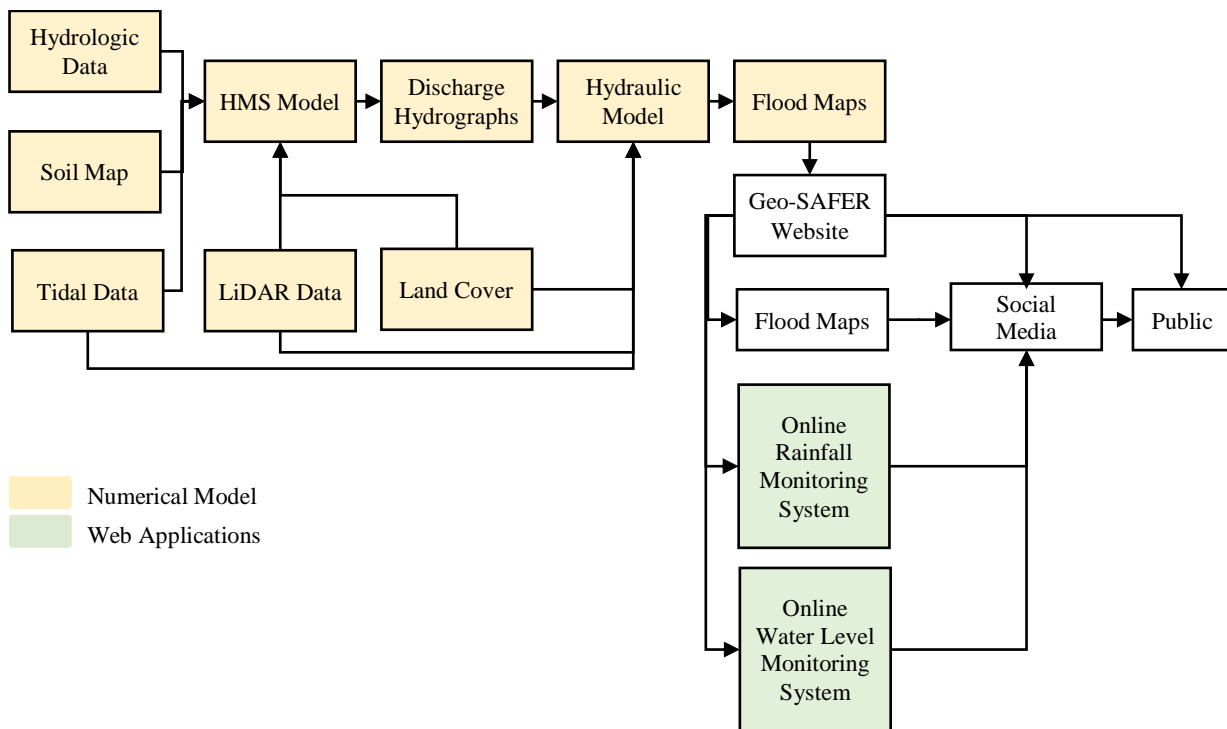 Hydrologic
Data
HMS Model
Discharge
Hydrographs
Hydraulic
Model
Flood Maps
Soil Map
Geo-SAFER
Website
Tidal Data
LiDAR Data
Land Cover
Flood Maps
Social
Media
Public
Online
Rainfall
Monitoring
System
Numerical Model
Web Applications
Online
Water Level
Monitoring
System